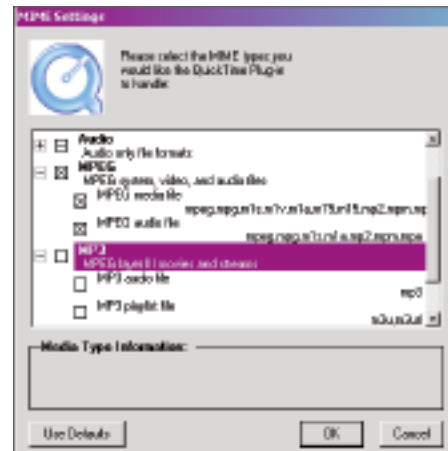 MIME Settings
Please select the MIME types you
would like the QuickTime Plug-in
to handle:
Audio
Audio only file formats
MPEG
MPEG system, video, and audio files
MPEG media file
MPEG audio file
MP3
MPEG layer III movies and streams
MP3 audio file
mp3
MP3 playlist file
Media Type Information:
Use Defaults
OK
Cancel